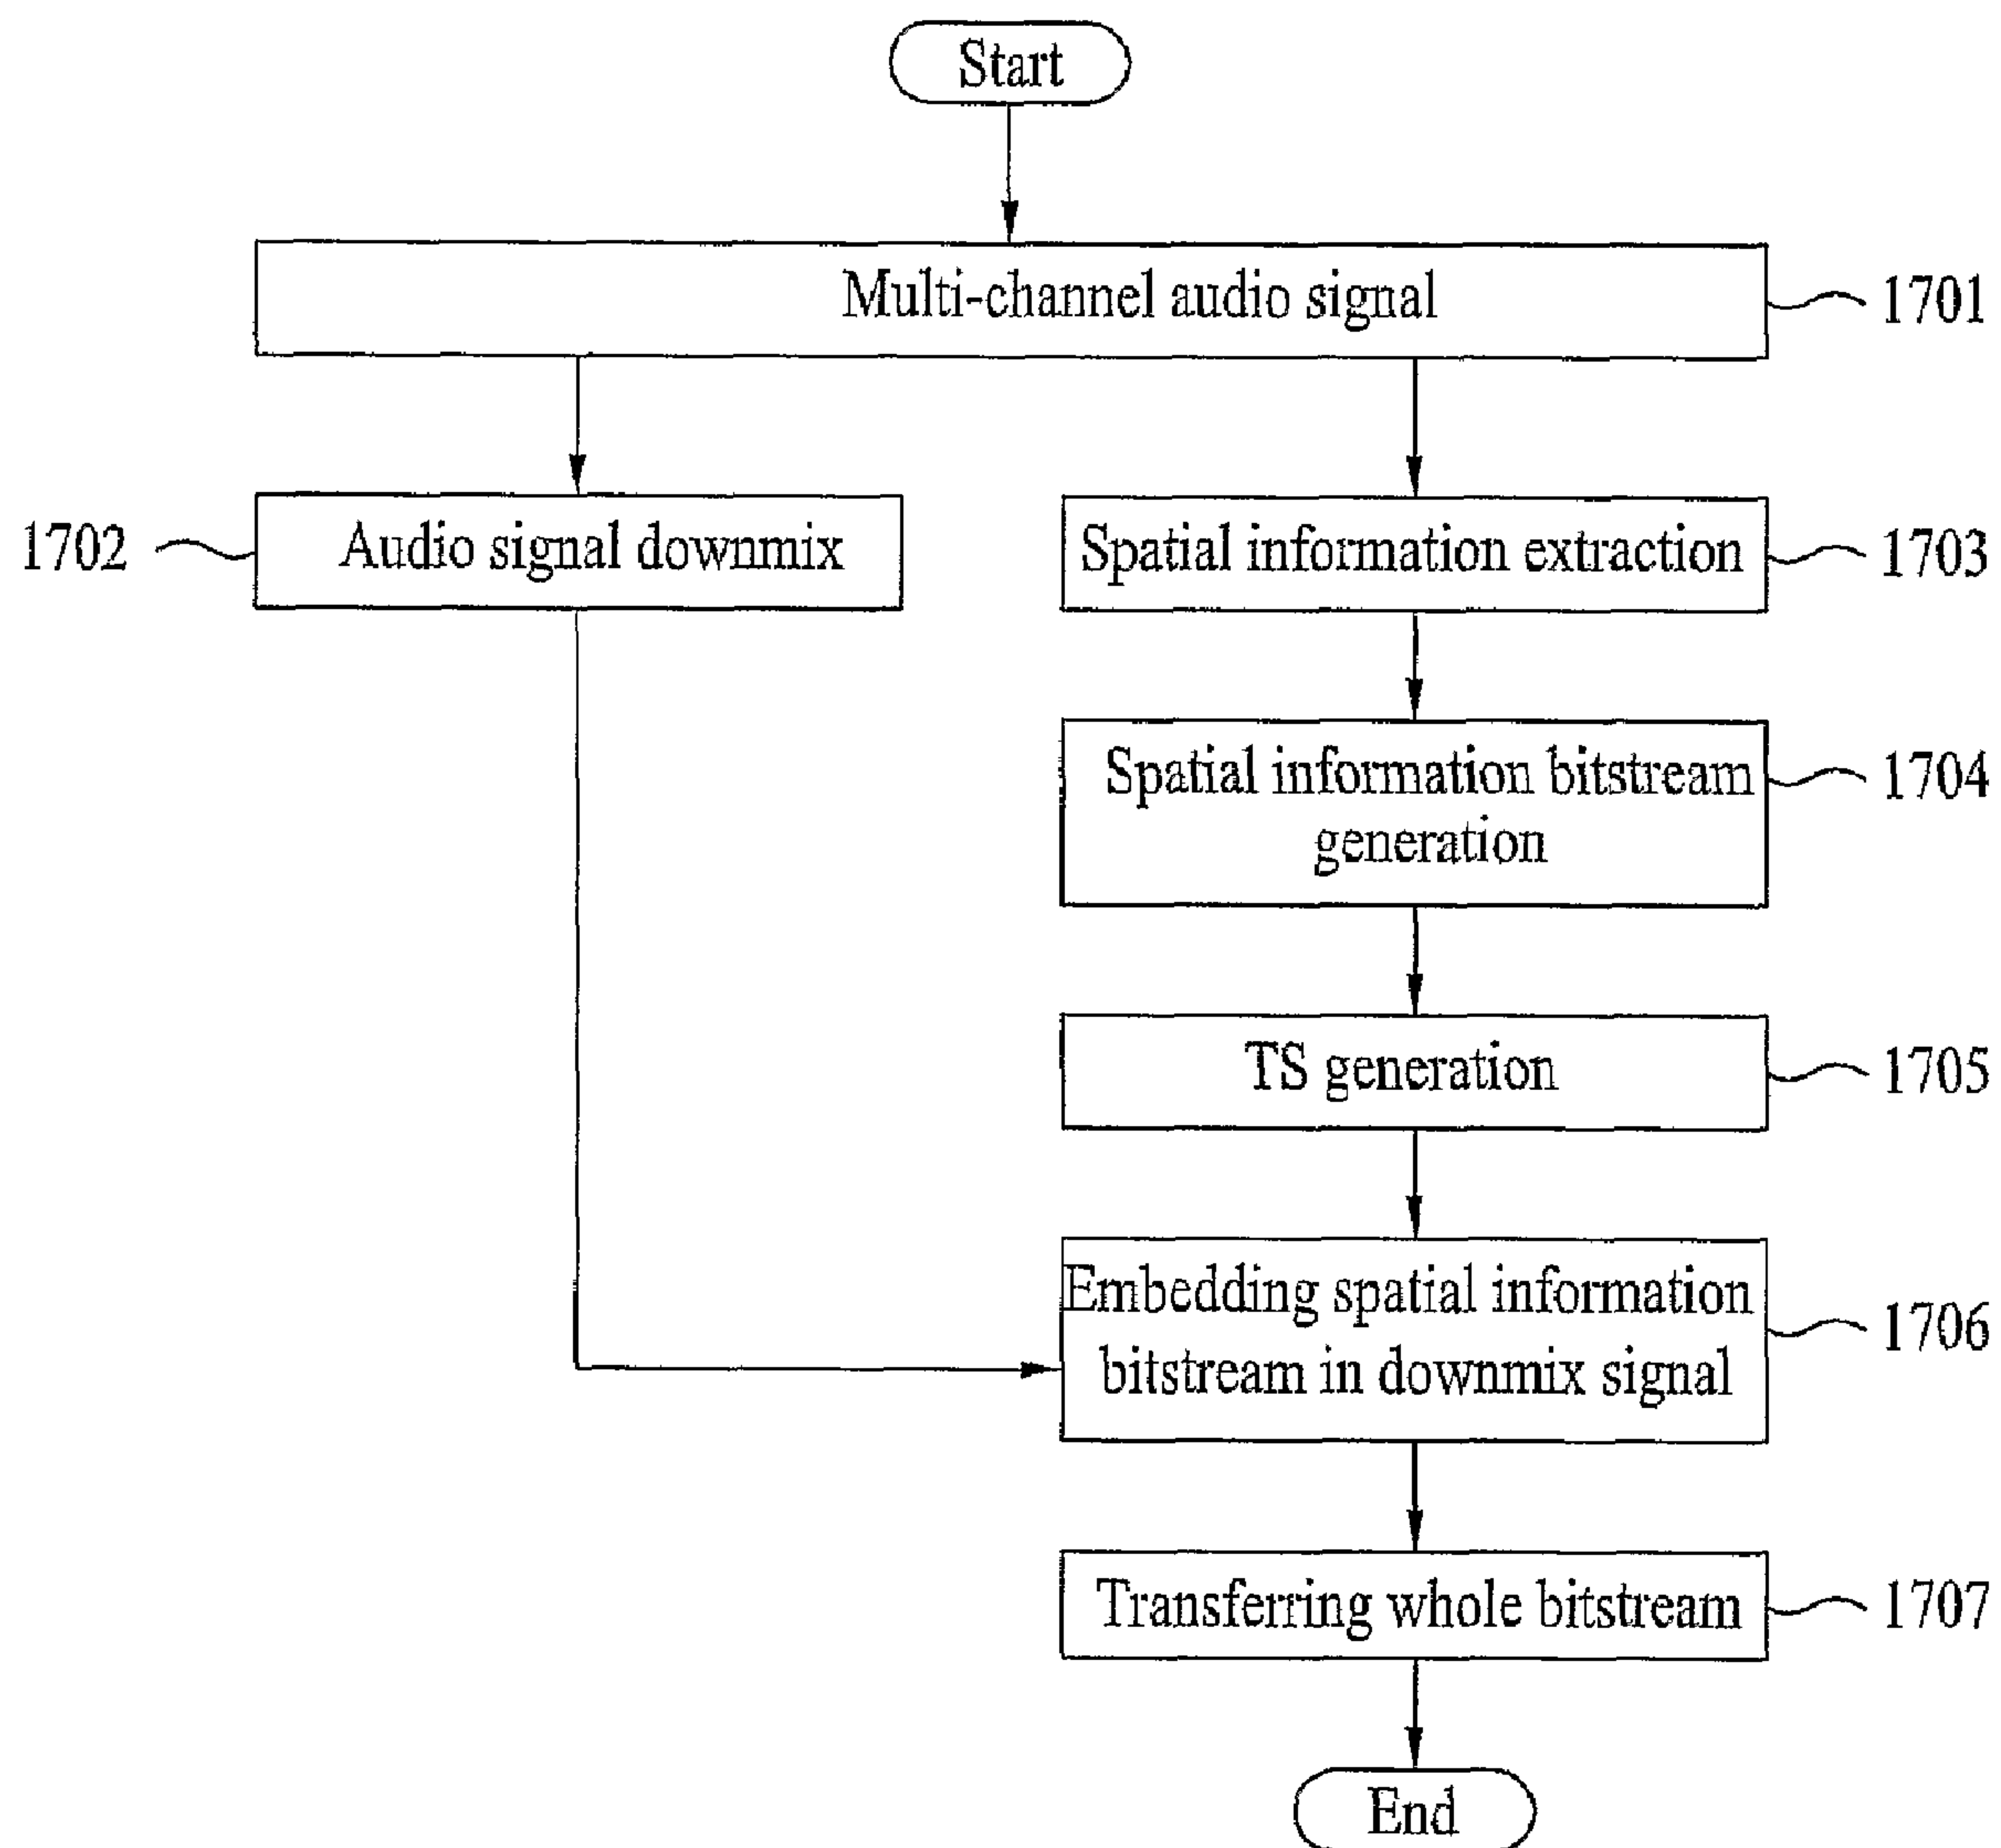 Start
Multi-channel audio signal
1701
1702
Audio signal downmix
Spatial information extraction
1703
Spatial information bitstream
generation
1704
TS generation
1705
Embedding spatial information
bitstream in downmix signal
1706
Transferring whole bitstream
1707
End